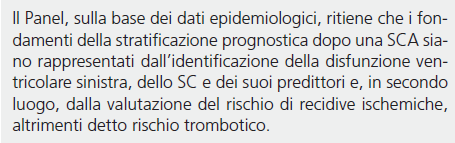 Il Panel, sulla base dei dati epidemiologici, ritiene che i fon-
damenti della stratificazione prognostica dopo una SCA sia-
no rappresentati dall'identificazione della disfunzione ven-
tricolare sinistra, dello SC e dei suoi predittori e, in secondo
luogo, dalla valutazione del rischio di recidive ischemiche,
altrimenti detto rischio trombotico.